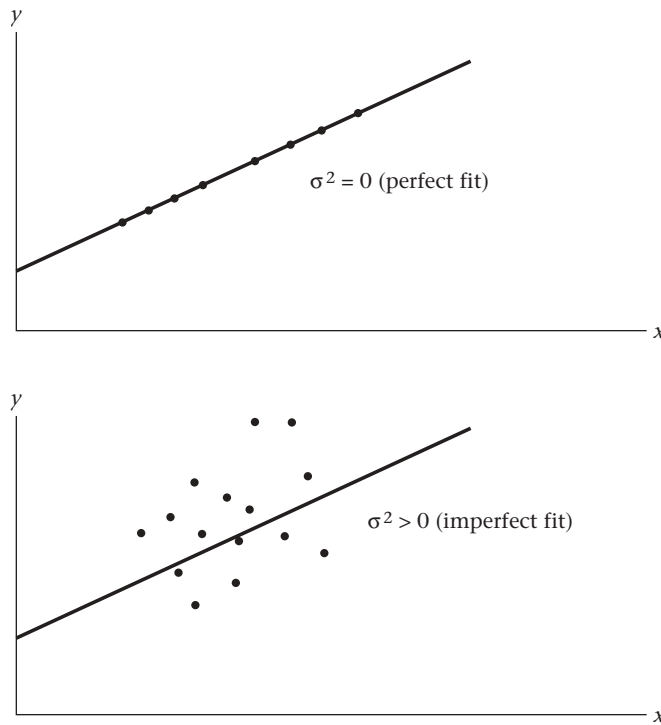 y
σ² = 0 (perfect fit)
x
y
σ² > 0 (imperfect fit)
x